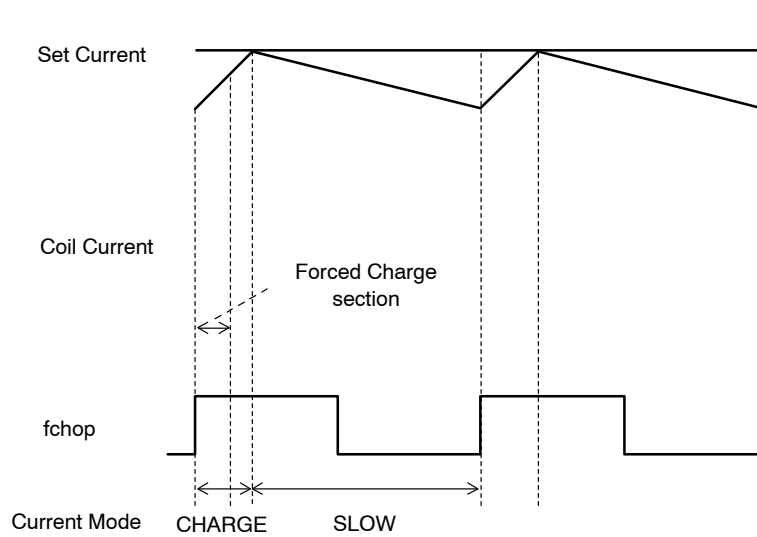 Set Current
Coil Current
Forced Charge
section
fchop
Current Mode
CHARGE
SLOW